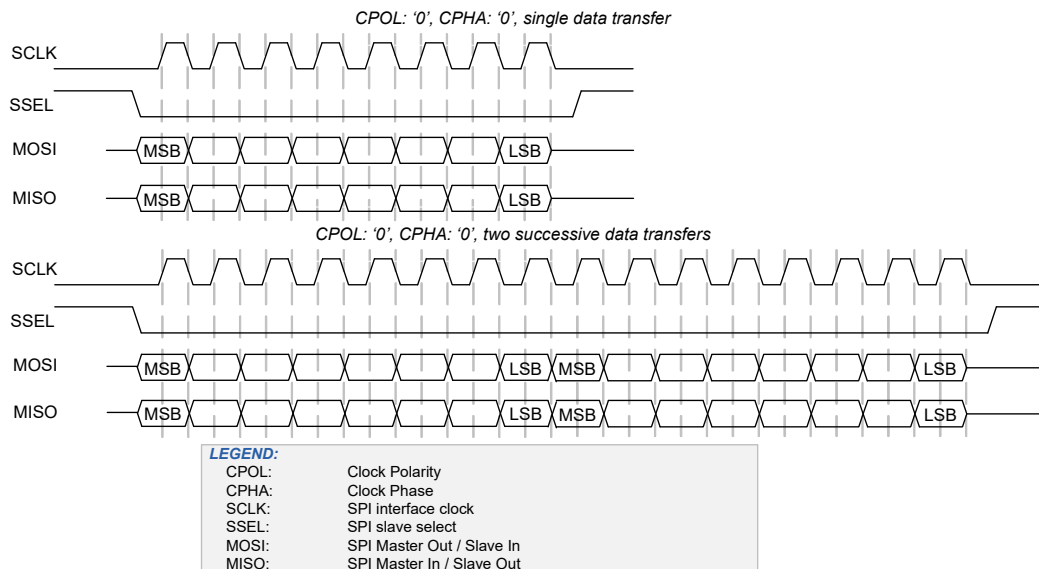 CPOL: ‘0’, CPHA: ‘0’, single data transfer
SCLK
SSEL
MOSI MSB LSB
MISO MSB LSB
CPOL: ‘0’, CPHA: ‘0’, two successive data transfers
SCLK
SSEL
MOSI MSB LSB MSB LSB
MISO MSB LSB MSB LSB
LEGEND:
CPOL: Clock Polarity
CPHA: Clock Phase
SCLK: SPI interface clock
SSEL: SPI slave select
MOSI: SPI Master Out / Slave In
MISO: SPI Master In / Slave Out